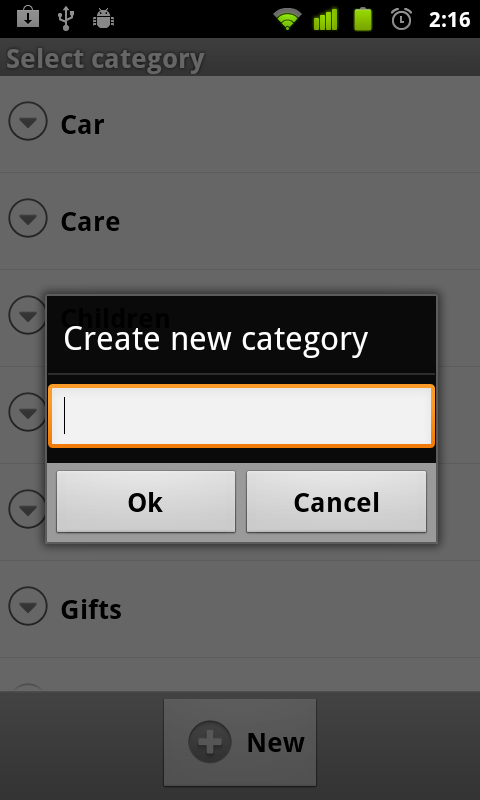 2:16
Select category
Car
Care
Children
Create new category
Ok
Cancel
Gifts
New